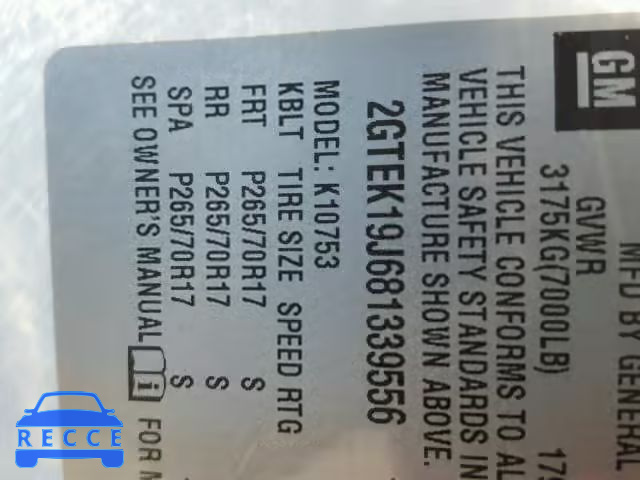 GM
MFD BY GENERAL
GVWR
3175KG(7000LB)
THIS VEHICLE CONFORMS TO AL
VEHICLE SAFETY STANDARDS IN
MANUFACTURE SHOWN ABOVE.
2GTEK19J681339556
MODEL: K10753
KBLT TIRE SIZE SPEED RTG
FRT P265/70R17 S
RR P265/70R17 S
SPA P265/70R17 S
SEE OWNER'S MANUAL i FOR M
RECCE